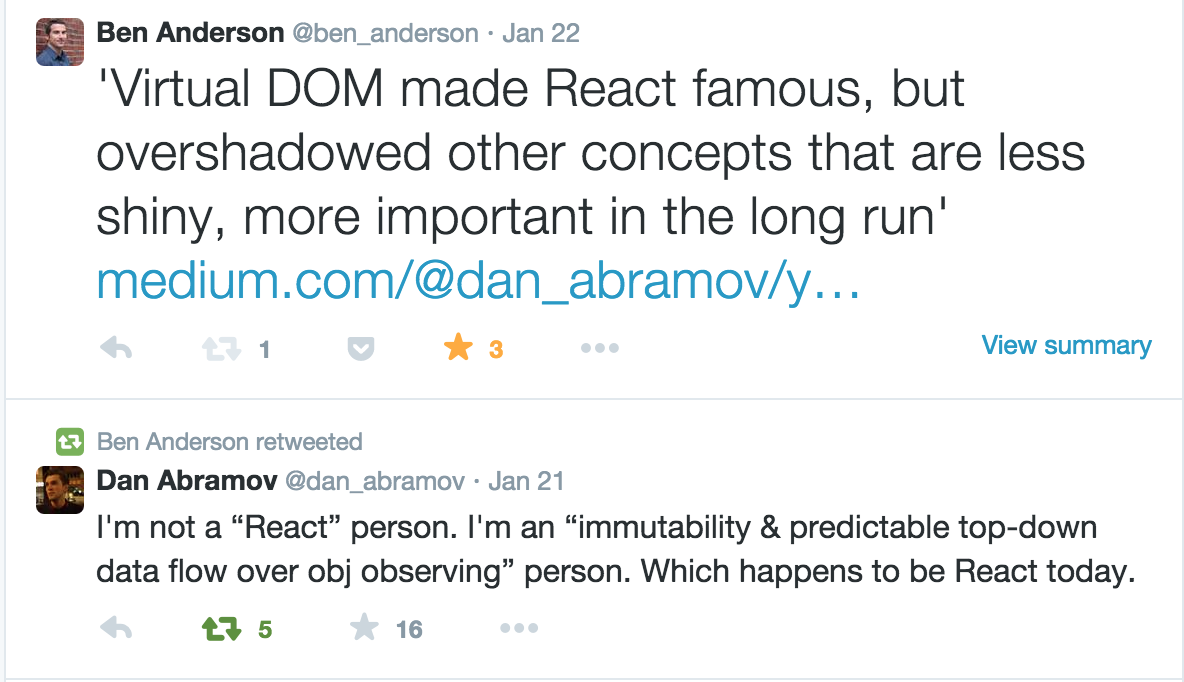 Ben Anderson @ben_anderson · Jan 22
'Virtual DOM made React famous, but
overshadowed other concepts that are less
shiny, more important in the long run'
medium.com/@dan_abramov/y…
1 3 View summary
Ben Anderson retweeted
Dan Abramov @dan_abramov · Jan 21
I'm not a “React” person. I'm an “immutability & predictable top-down
data flow over obj observing” person. Which happens to be React today.
5 16